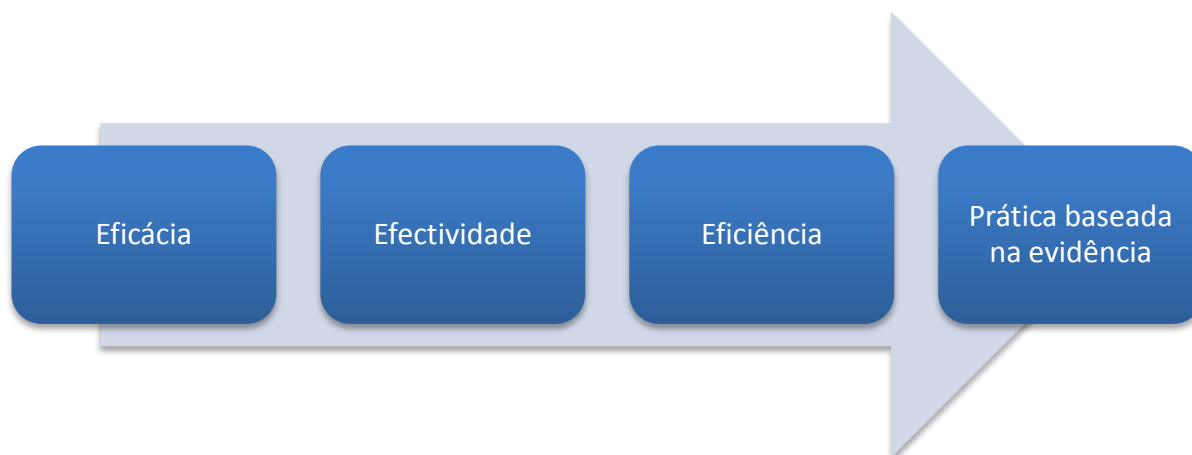 Eficácia
Efectividade
Eficiência
Prática baseada
na evidência